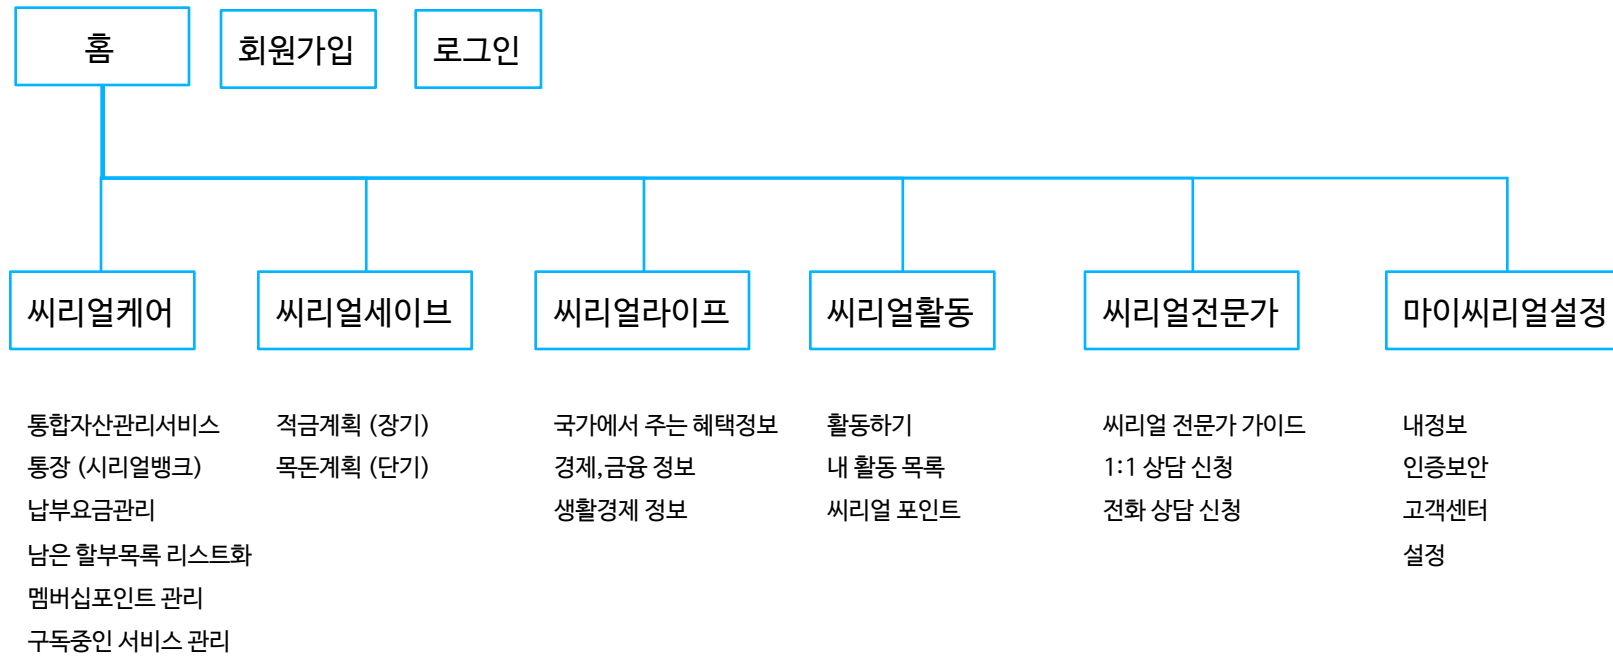 홈
회원가입
로그인
씨리얼케어
씨리얼세이브
씨리얼라이프
씨리얼활동
씨리얼전문가
마이씨리얼설정
통합자산관리서비스
통장 (시리얼뱅크)
납부요금관리
남은 할부목록 리스트화
멤버십포인트 관리
구독중인 서비스 관리
적금계획 (장기)
목돈계획 (단기)
국가에서 주는 혜택정보
경제,금융 정보
생활경제 정보
활동하기
내 활동 목록
씨리얼 포인트
씨리얼 전문가 가이드
1:1 상담 신청
전화 상담 신청
내정보
인증보안
고객센터
설정